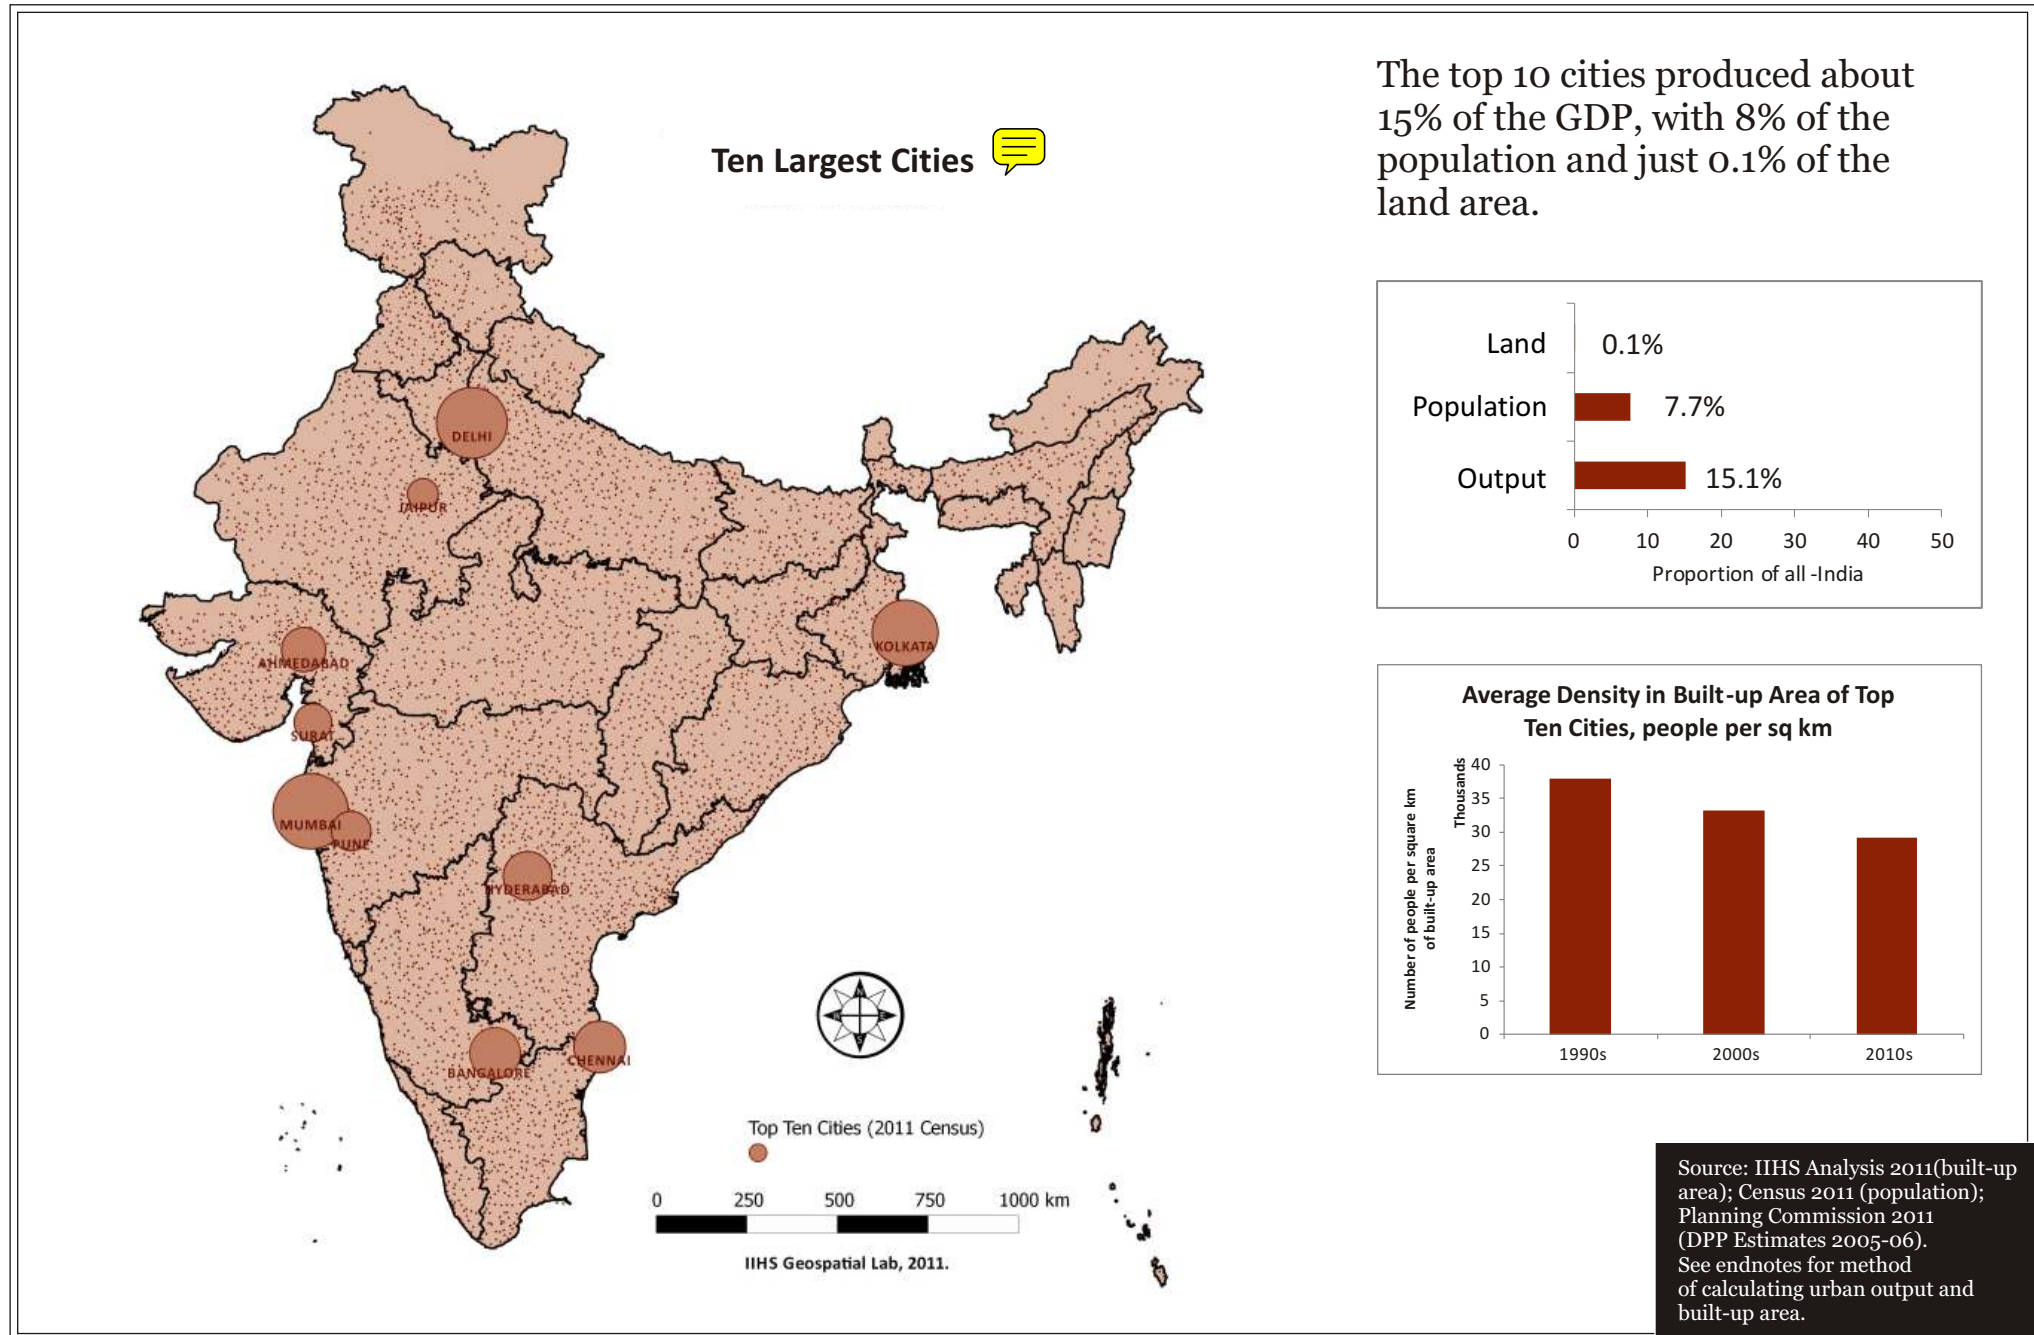 Ten Largest Cities
DELHI
JAIPUR
AHMEDABAD
KOLKATA
SURAT
MUMBAI
PUNE
HYDERABAD
BANGALORE
CHENNAI
N
S
Top Ten Cities (2011 Census)
0 250 500 750 1000 km
IIHS Geospatial Lab, 2011.
The top 10 cities produced about
15% of the GDP, with 8% of the
population and just 0.1% of the
land area.
Land 0.1%
Population 7.7%
Output 15.1%
0 10 20 30 40 50
Proportion of all -India
Average Density in Built-up Area of Top
Ten Cities, people per sq km
Number of people per square km
of built-up area
Thousands
40
35
30
25
20
15
10
5
0
1990s 2000s 2010s
Source: IIHS Analysis 2011(built-up
area); Census 2011 (population);
Planning Commission 2011
(DPP Estimates 2005-06).
See endnotes for method
of calculating urban output and
built-up area.